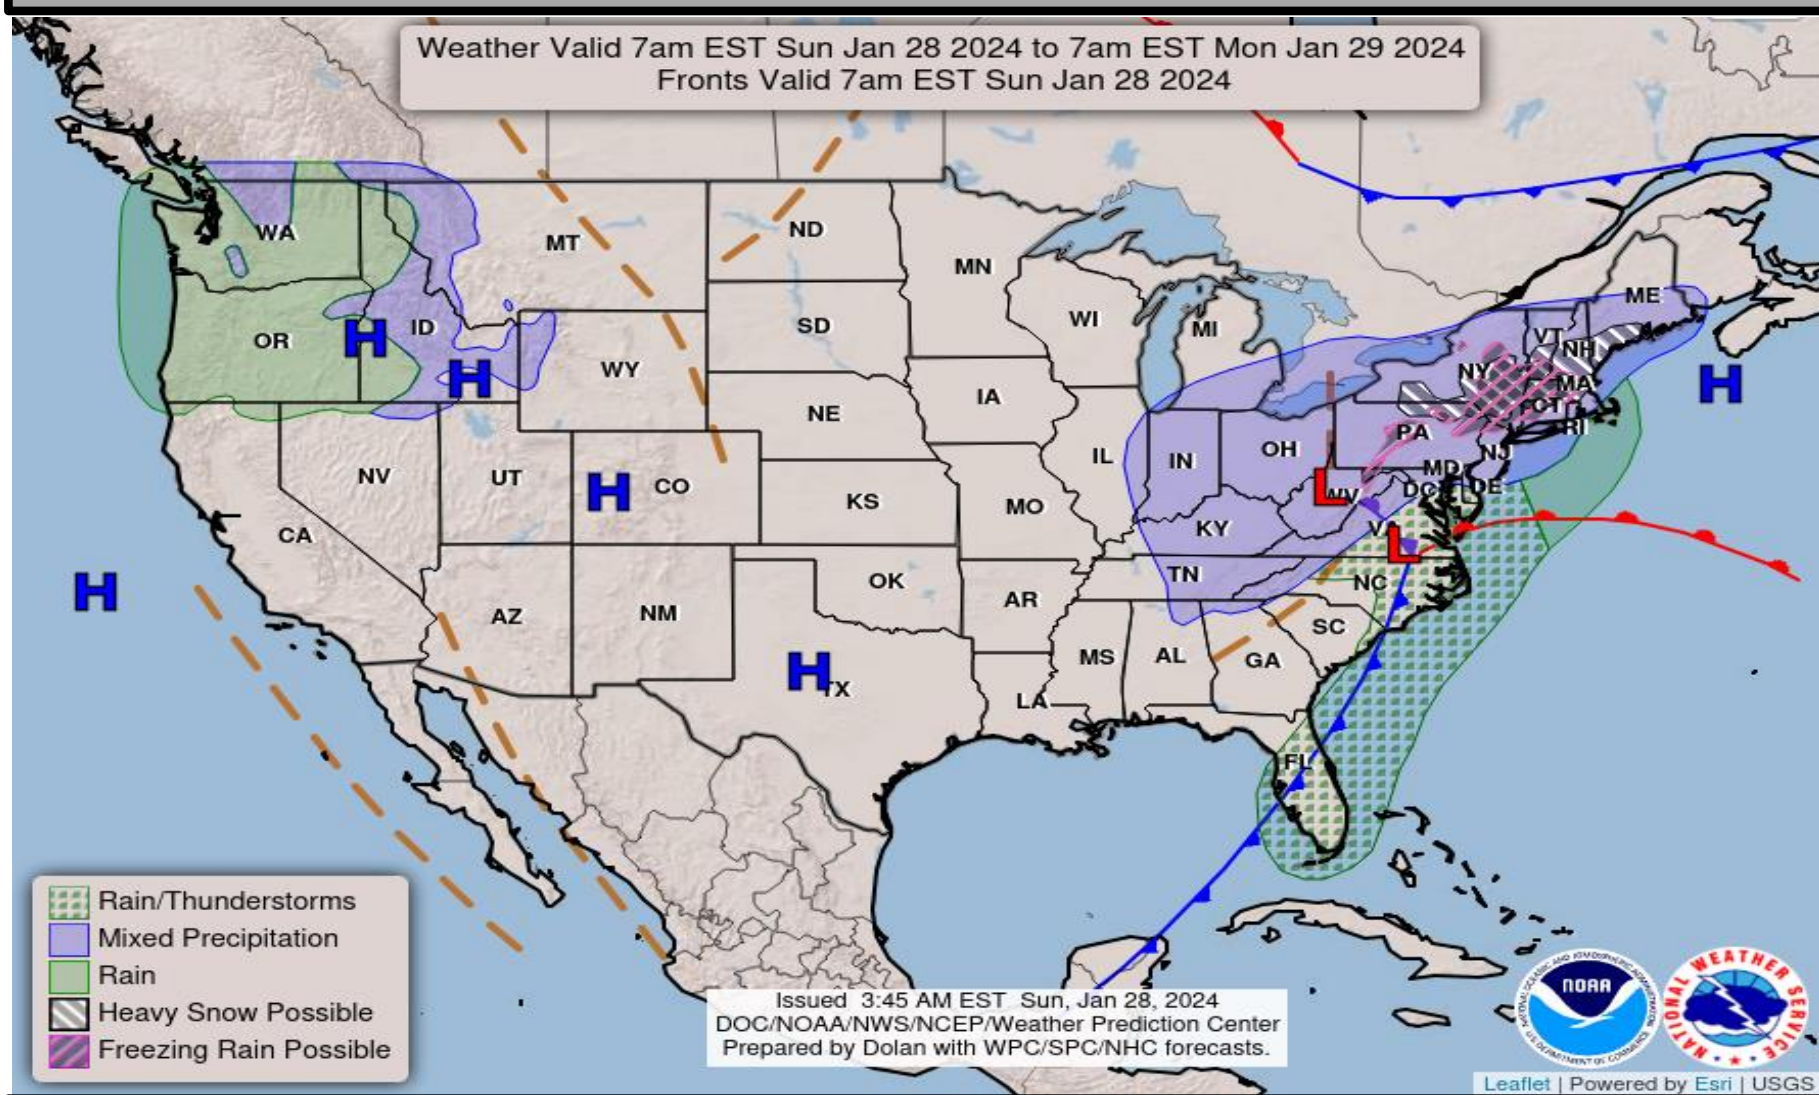 Weather Valid 7am EST Sun Jan 28 2024 to 7am EST Mon Jan 29 2024
Fronts Valid 7am EST Sun Jan 28 2024
WA
MT
ND
MN
ME
OR
H
ID
H
SD
WI
MI
VT
NH
WY
NY
MA
H
NE
IA
CT
RI
PA
NV
UT
H
CO
IL
IN
OH
NJ
MD
DE
DC
L
WV
KS
MO
KY
VA
L
CA
H
AZ
NM
OK
AR
TN
NC
SC
H
TX
MS
AL
GA
LA
FL
Rain/Thunderstorms
Mixed Precipitation
Rain
Heavy Snow Possible
Freezing Rain Possible
Issued 3:45 AM EST Sun, Jan 28, 2024
DOC/NOAA/NWS/NCEP/Weather Prediction Center
Prepared by Dolan with WPC/SPC/NHC forecasts.
NOAA
NATIONAL WEATHER SERVICE
Leaflet | Powered by Esri | USGS